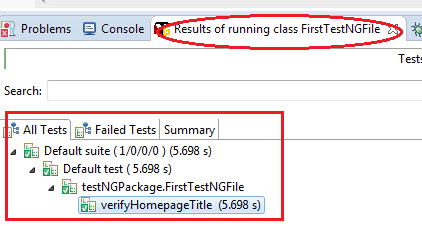 Problems Console Results of running class FirstTestNGFile
Tests
Search:
All Tests Failed Tests Summary
Default suite ( 1/0/0/0 ) (5.698 s)
Default test ( 5.698 s)
testNGPackage.FirstTestNGFile
verifyHomepageTitle (5.698 s)